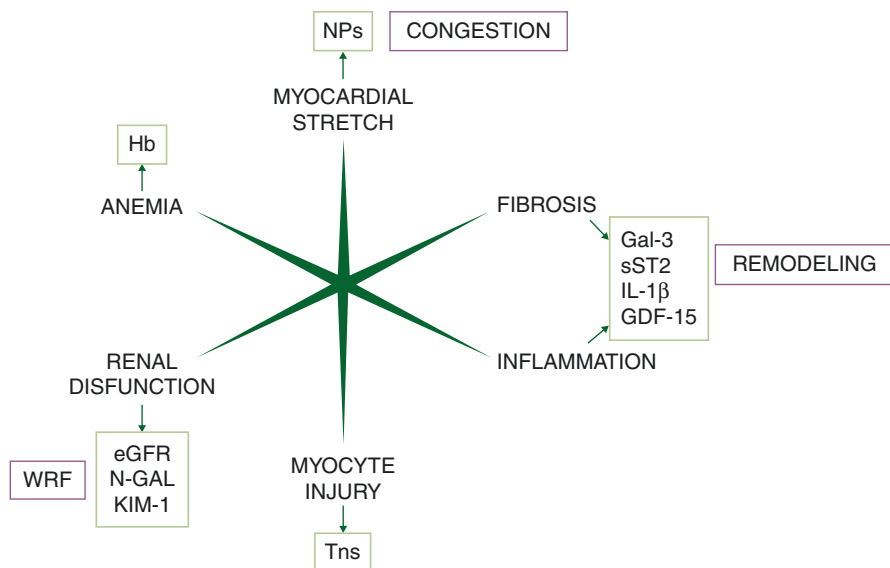 NPs
CONGESTION
MYOCARDIAL
STRETCH
Hb
ANEMIA
FIBROSIS
Gal-3
sST2
IL-1β
GDF-15
REMODELING
INFLAMMATION
RENAL
DISFUNCTION
WRF
eGFR
N-GAL
KIM-1
MYOCYTE
INJURY
Tns